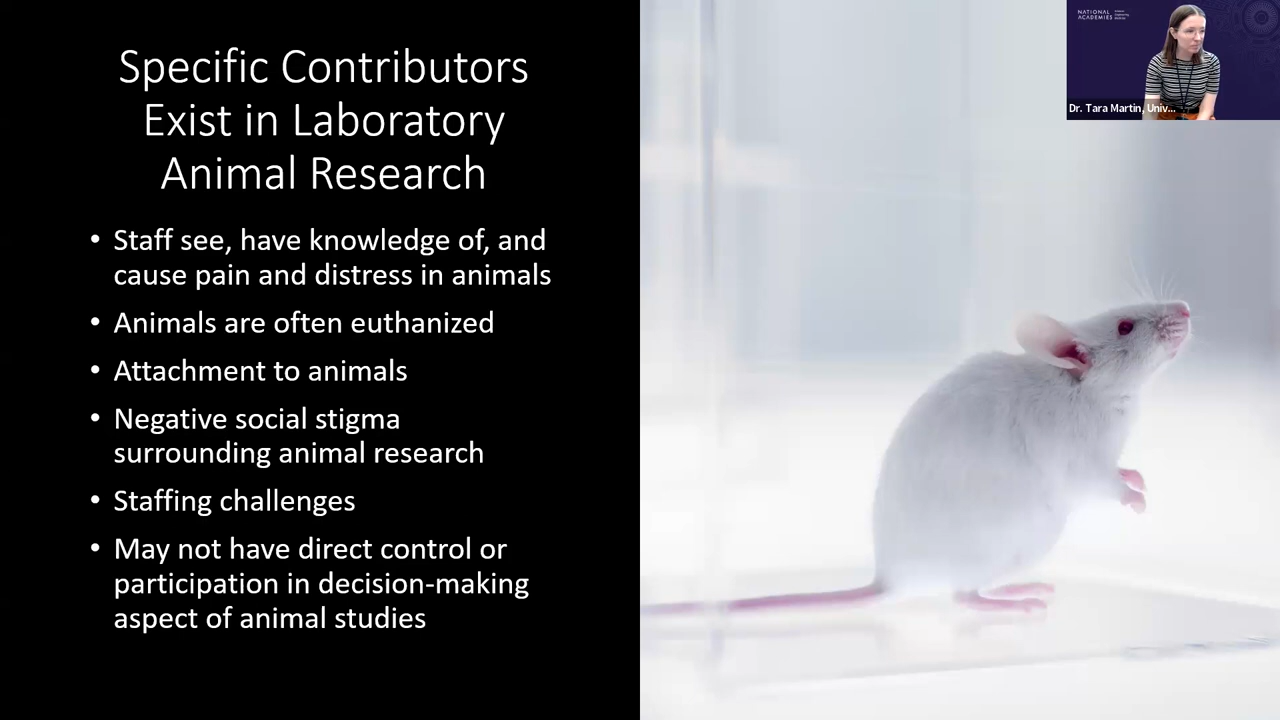 Specific Contributors
Exist in Laboratory
Animal Research
• Staff see, have knowledge of, and
cause pain and distress in animals
• Animals are often euthanized
• Attachment to animals
• Negative social stigma
surrounding animal research
• Staffing challenges
• May not have direct control or
participation in decision-making
aspect of animal studies
NATIONAL
ACADEMIES
Dr. Tara Martin, Univ...